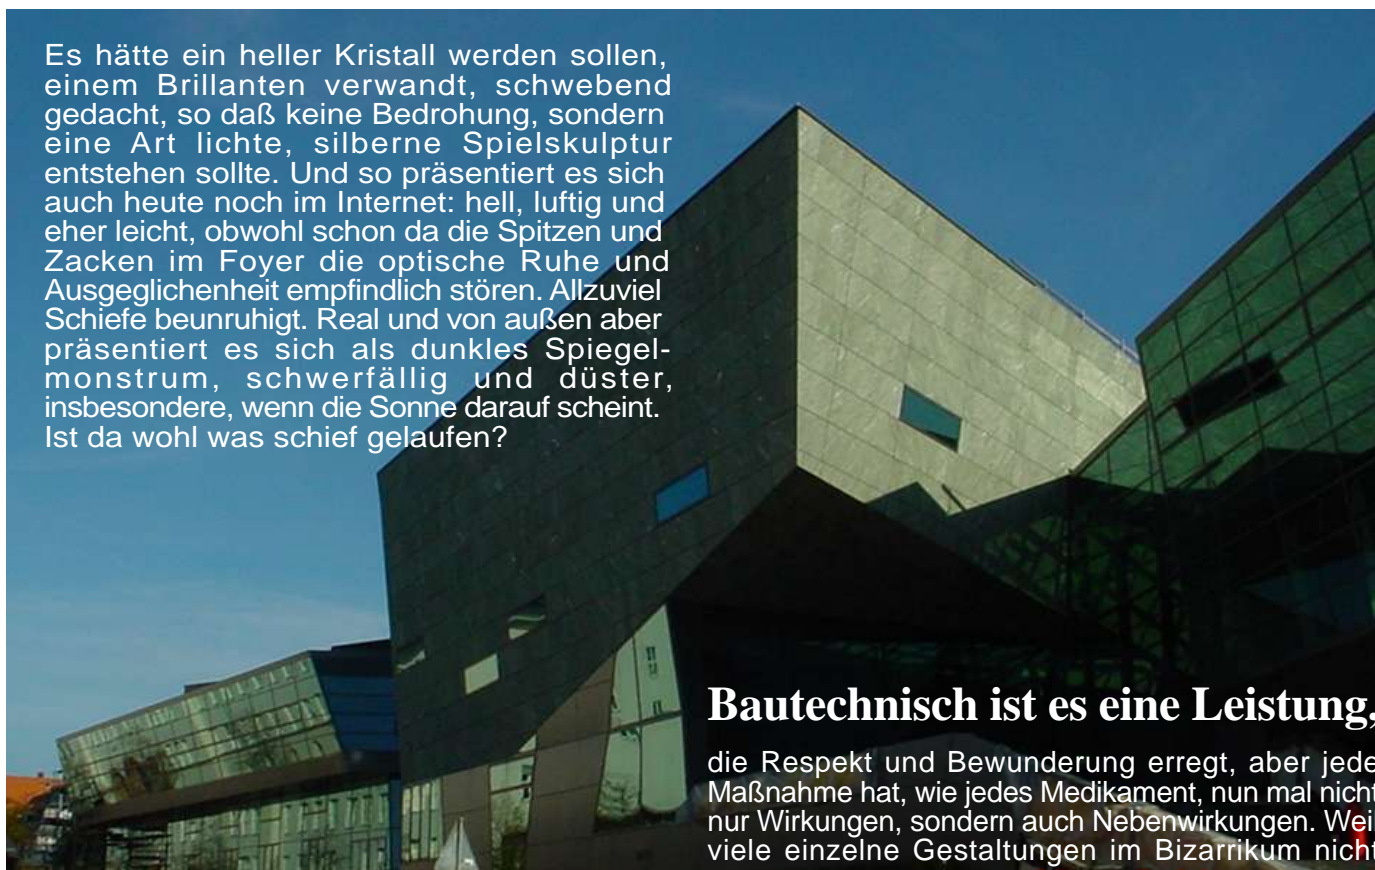 Es hätte ein heller Kristall werden sollen,
einem Brillanten verwandt, schwebend
gedacht, so daß keine Bedrohung, sondern
eine Art lichte, silberne Spielskulptur
entstehen sollte. Und so präsentiert es sich
auch heute noch im Internet: hell, luftig und
eher leicht, obwohl schon da die Spitzen und
Zacken im Foyer die optische Ruhe und
Ausgeglichenheit empfindlich stören. Allzuviel
Schiefe beunruhigt. Real und von außen aber
präsentiert es sich als dunkles Spiegel-
monstrum, schwerfällig und düster,
insbesondere, wenn die Sonne darauf scheint.
Ist da wohl was schief gelaufen?
Bautechnisch ist es eine Leistung,
die Respekt und Bewunderung erregt, aber jede
Maßnahme hat, wie jedes Medikament, nun mal nicht
nur Wirkungen, sondern auch Nebenwirkungen. Weil
viele einzelne Gestaltungen im Bizarrikum nicht